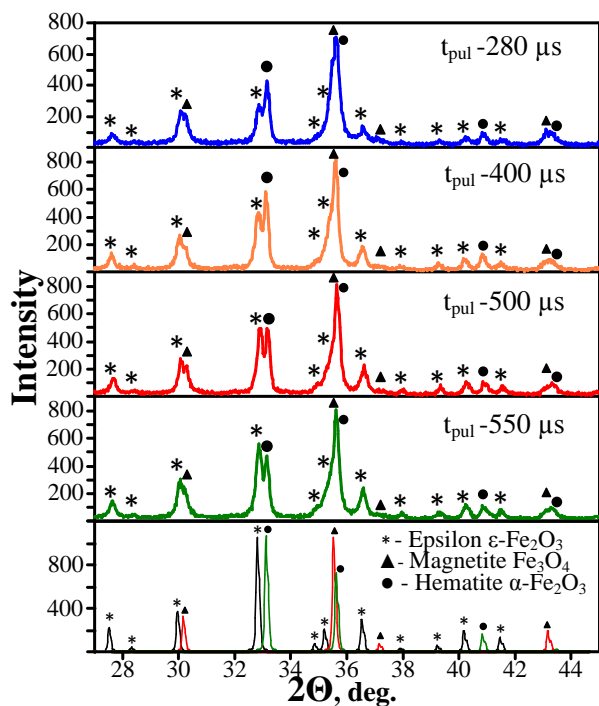 Intensity
800
600
400
200
t_pul -280 µs
* * * ▲ * ● * * ▲ ● * ▲ * * * ● * ▲ ●
800
600
400
200
t_pul -400 µs
* * * ▲ * ● * * ▲ ● * ▲ * * * ● * ▲ ●
800
600
400
200
t_pul -500 µs
* * * ▲ * ● * * ▲ ● * ▲ * * * ● * ▲ ●
800
600
400
200
t_pul -550 µs
* * * ▲ * ● * * ▲ ● * ▲ * * * ● * ▲ ●
800
400
* - Epsilon ε-Fe₂O₃
▲ - Magnetite Fe₃O₄
● - Hematite α-Fe₂O₃
28 30 32 34 36 38 40 42 44
2Θ, deg.